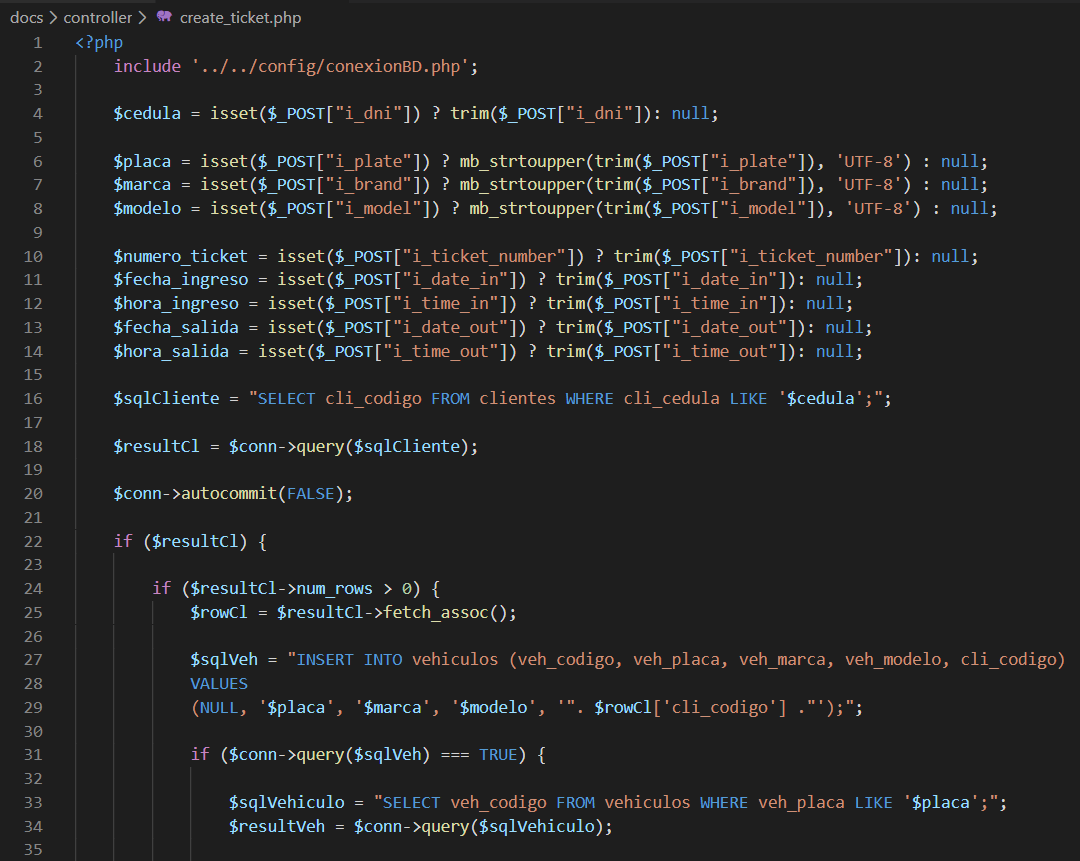 docs > controller > create_ticket.php
1 <?php
2 include '../../config/conexionBD.php';
3
4 $cedula = isset($_POST["i_dni"]) ? trim($_POST["i_dni"]): null;
5
6 $placa = isset($_POST["i_plate"]) ? mb_strtoupper(trim($_POST["i_plate"]), 'UTF-8') : null;
7 $marca = isset($_POST["i_brand"]) ? mb_strtoupper(trim($_POST["i_brand"]), 'UTF-8') : null;
8 $modelo = isset($_POST["i_model"]) ? mb_strtoupper(trim($_POST["i_model"]), 'UTF-8') : null;
9
10 $numero_ticket = isset($_POST["i_ticket_number"]) ? trim($_POST["i_ticket_number"]): null;
11 $fecha_ingreso = isset($_POST["i_date_in"]) ? trim($_POST["i_date_in"]): null;
12 $hora_ingreso = isset($_POST["i_time_in"]) ? trim($_POST["i_time_in"]): null;
13 $fecha_salida = isset($_POST["i_date_out"]) ? trim($_POST["i_date_out"]): null;
14 $hora_salida = isset($_POST["i_time_out"]) ? trim($_POST["i_time_out"]): null;
15
16 $sqlCliente = "SELECT cli_codigo FROM clientes WHERE cli_cedula LIKE '$cedula';";
17
18 $resultCl = $conn->query($sqlCliente);
19
20 $conn->autocommit(FALSE);
21
22 if ($resultCl) {
23
24 if ($resultCl->num_rows > 0) {
25 $rowCl = $resultCl->fetch_assoc();
26
27 $sqlVeh = "INSERT INTO vehiculos (veh_codigo, veh_placa, veh_marca, veh_modelo, cli_codigo)
28 VALUES
29 (NULL, '$placa', '$marca', '$modelo', '". $rowCl['cli_codigo'] ."');";
30
31 if ($conn->query($sqlVeh) === TRUE) {
32
33 $sqlVehiculo = "SELECT veh_codigo FROM vehiculos WHERE veh_placa LIKE '$placa';";
34 $resultVeh = $conn->query($sqlVehiculo);
35